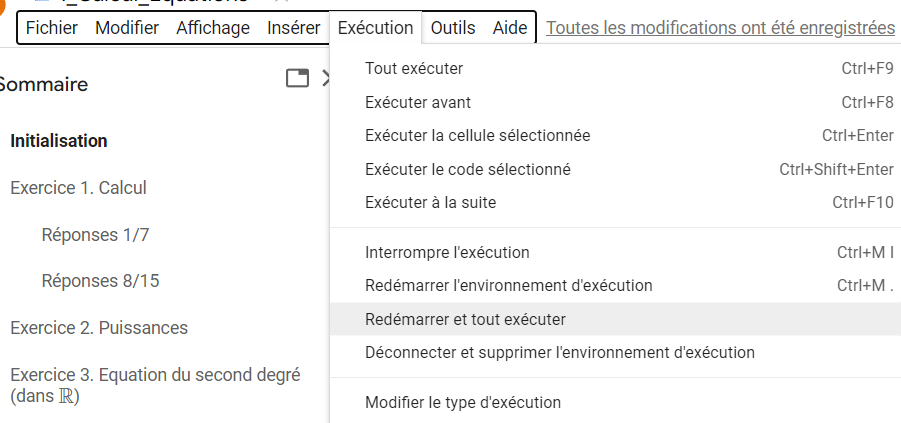 Fichier Modifier Affichage Insérer Exécution Outils Aide Toutes les modifications ont été enregistrées
Sommaire
Initialisation
Exercice 1. Calcul
Réponses 1/7
Réponses 8/15
Exercice 2. Puissances
Exercice 3. Equation du second degré
(dans ℝ)
Tout exécuter Ctrl+F9
Exécuter avant Ctrl+F8
Exécuter la cellule sélectionnée Ctrl+Enter
Exécuter le code sélectionné Ctrl+Shift+Enter
Exécuter à la suite Ctrl+F10
Interrompre l'exécution Ctrl+M I
Redémarrer l'environnement d'exécution Ctrl+M .
Redémarrer et tout exécuter
Déconnecter et supprimer l'environnement d'exécution
Modifier le type d'exécution